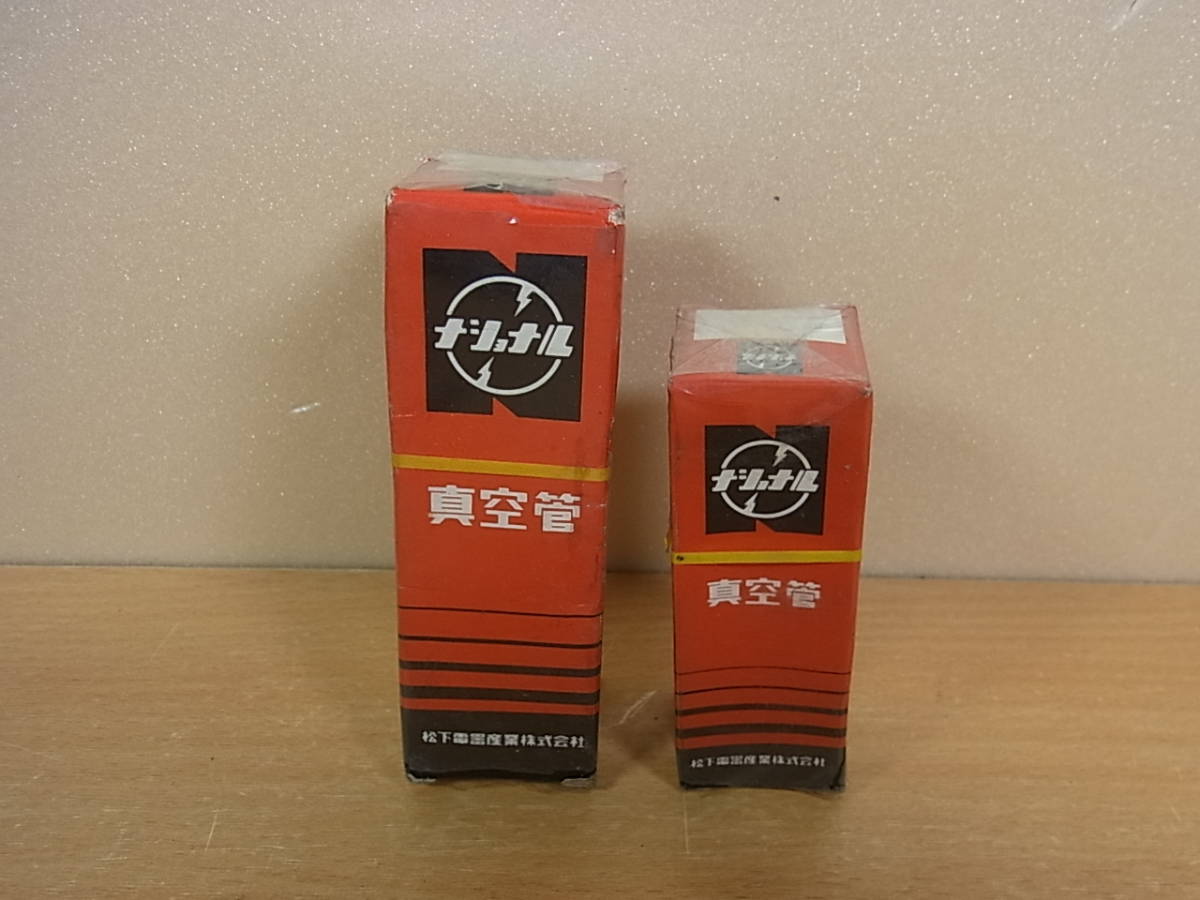 ナショナル
真空管
松下電器産業株式会社
ナショナル
真空管
松下電器産業株式会社